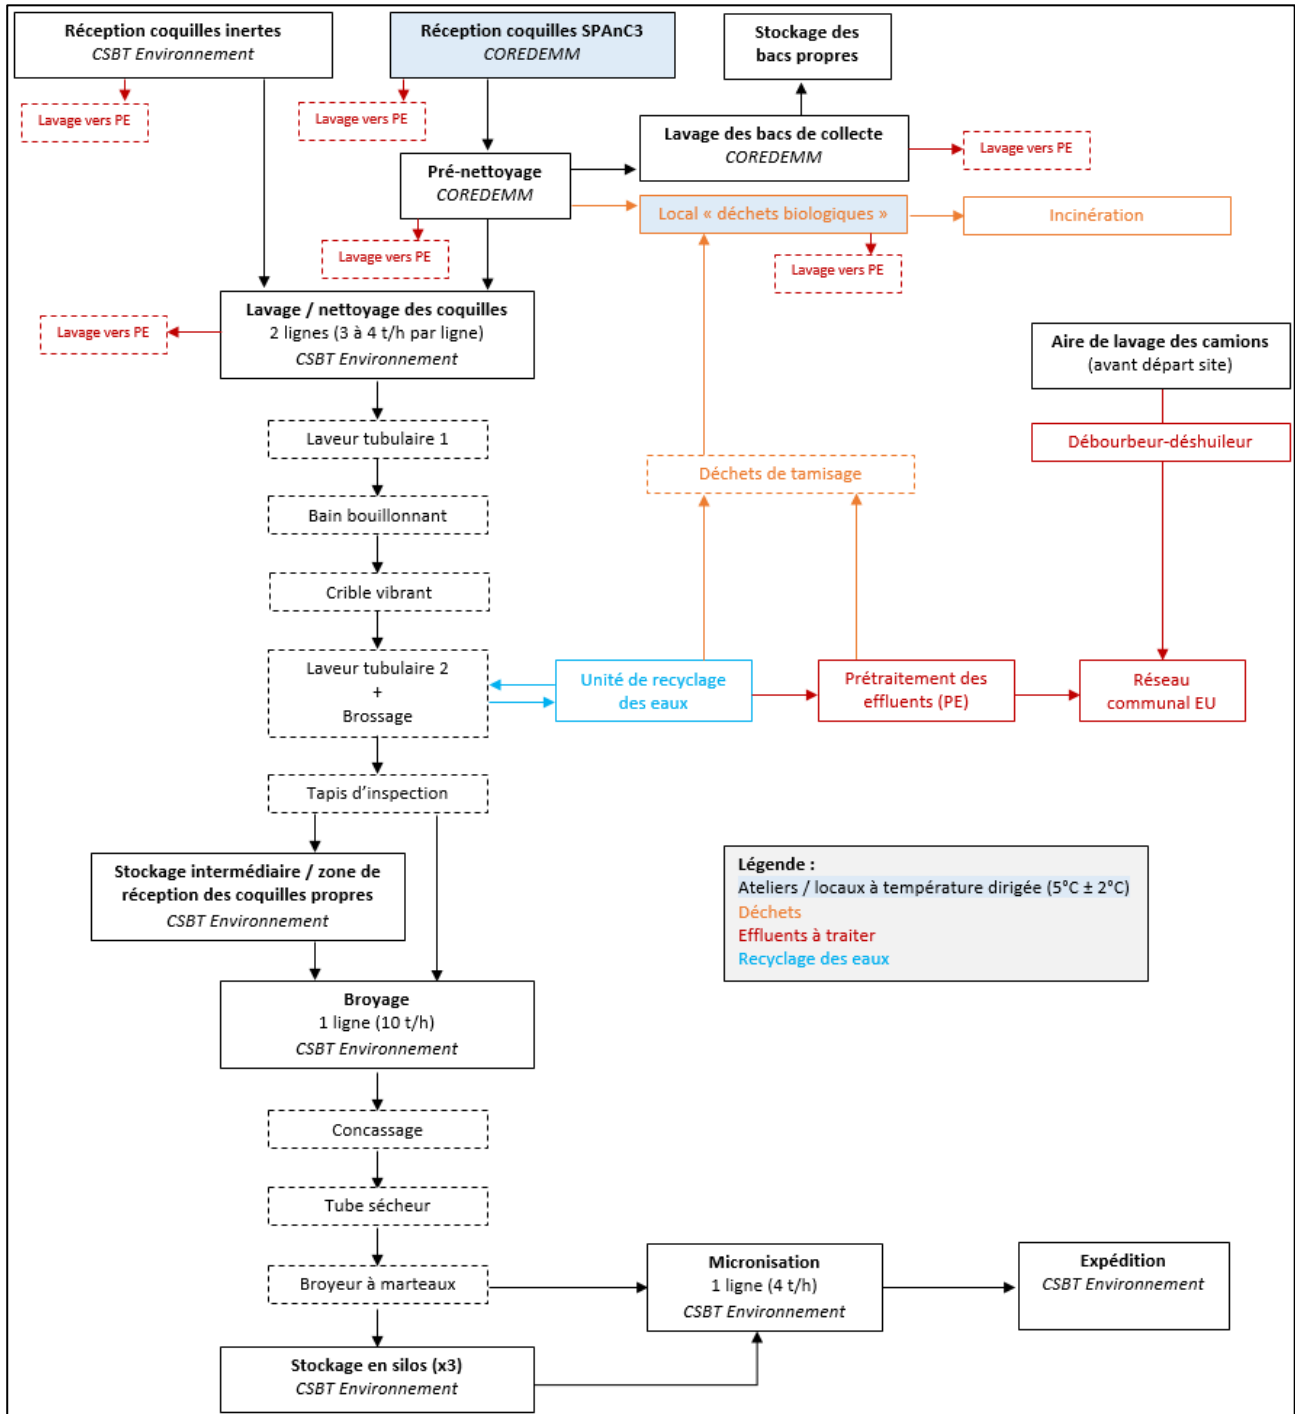 Réception coquilles inertes
CSBT Environnement
Réception coquilles SPAnC3
COREDEMM
Stockage des
bacs propres
Lavage vers PE
Lavage vers PE
Lavage des bacs de collecte
COREDEMM
Lavage vers PE
Pré-nettoyage
COREDEMM
Local « déchets biologiques »
Incinération
Lavage vers PE
Lavage vers PE
Lavage / nettoyage des coquilles
2 lignes (3 à 4 t/h par ligne)
CSBT Environnement
Lavage vers PE
Aire de lavage des camions
(avant départ site)
Laveur tubulaire 1
Débourbeur-déshuileur
Déchets de tamisage
Bain bouillonnant
Crible vibrant
Laveur tubulaire 2
+
Brossage
Unité de recyclage
des eaux
Prétraitement des
effluents (PE)
Réseau
communal EU
Tapis d'inspection
Stockage intermédiaire / zone de
réception des coquilles propres
CSBT Environnement
Légende :
Ateliers / locaux à température dirigée (5°C ± 2°C)
Déchets
Effluents à traiter
Recyclage des eaux
Broyage
1 ligne (10 t/h)
CSBT Environnement
Concassage
Tube sécheur
Broyeur à marteaux
Micronisation
1 ligne (4 t/h)
CSBT Environnement
Expédition
CSBT Environnement
Stockage en silos (x3)
CSBT Environnement